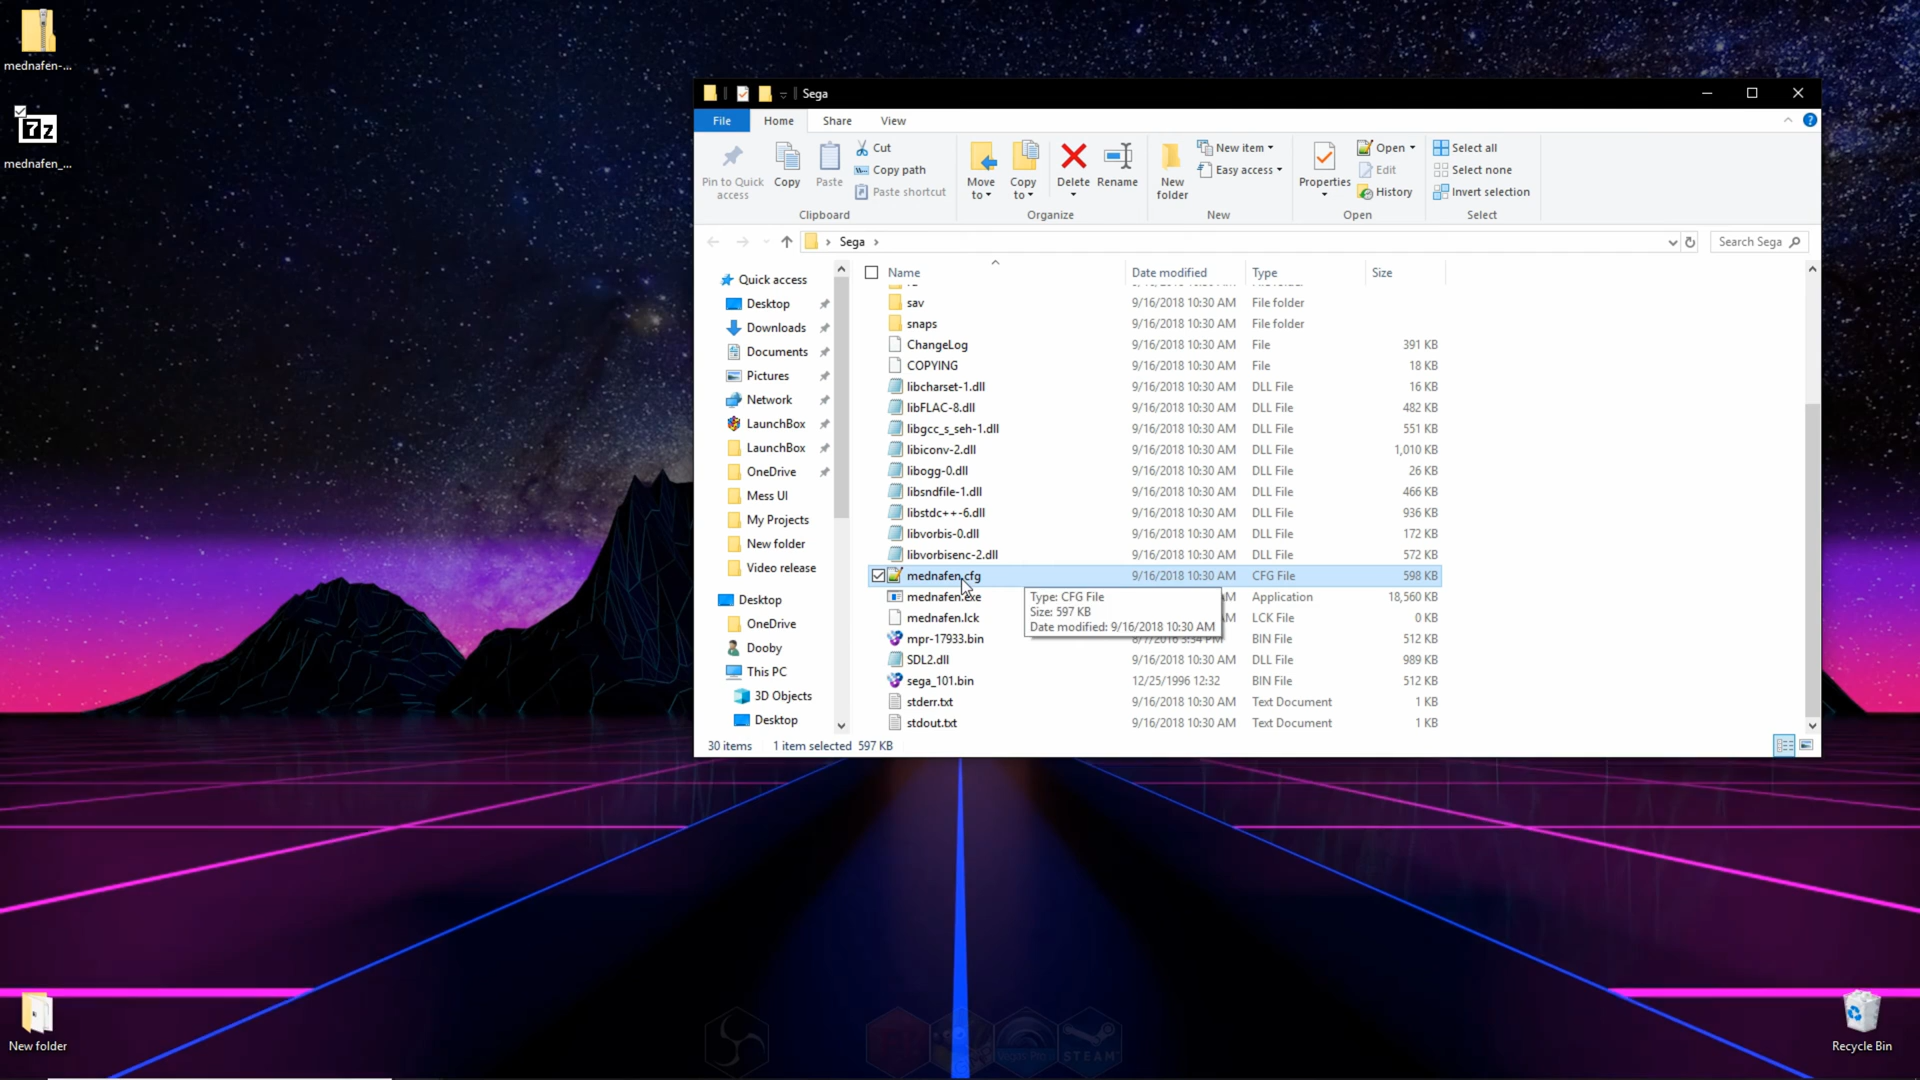 mednafen-...
7z
mednafen_...
Sega
File
Home
Share
View
Pin to Quick access
Copy
Paste
Cut
Copy path
Paste shortcut
Clipboard
Move to
Copy to
Delete
Rename
Organize
New folder
New item
Easy access
New
Properties
Open
Edit
History
Open
Select all
Select none
Invert selection
Select
Sega
Search Sega
Quick access
Desktop
Downloads
Documents
Pictures
Network
LaunchBox
LaunchBox
OneDrive
Mess UI
My Projects
New folder
Video release
Desktop
OneDrive
Dooby
This PC
3D Objects
Desktop
Name Date modified Type Size
sav 9/16/2018 10:30 AM File folder
snaps 9/16/2018 10:30 AM File folder
ChangeLog 9/16/2018 10:30 AM File 391 KB
COPYING 9/16/2018 10:30 AM File 18 KB
libcharset-1.dll 9/16/2018 10:30 AM DLL File 16 KB
libFLAC-8.dll 9/16/2018 10:30 AM DLL File 482 KB
libgcc_s_seh-1.dll 9/16/2018 10:30 AM DLL File 551 KB
libiconv-2.dll 9/16/2018 10:30 AM DLL File 1,010 KB
libogg-0.dll 9/16/2018 10:30 AM DLL File 26 KB
libsndfile-1.dll 9/16/2018 10:30 AM DLL File 466 KB
libstdc++-6.dll 9/16/2018 10:30 AM DLL File 936 KB
libvorbis-0.dll 9/16/2018 10:30 AM DLL File 172 KB
libvorbisenc-2.dll 9/16/2018 10:30 AM DLL File 572 KB
mednafen.cfg 9/16/2018 10:30 AM CFG File 598 KB
mednafen.exe Application 18,560 KB
mednafen.lck LCK File 0 KB
mpr-17933.bin BIN File 512 KB
SDL2.dll 9/16/2018 10:30 AM DLL File 989 KB
sega_101.bin 12/25/1996 12:32 BIN File 512 KB
stderr.txt 9/16/2018 10:30 AM Text Document 1 KB
stdout.txt 9/16/2018 10:30 AM Text Document 1 KB
Type: CFG File
Size: 597 KB
Date modified: 9/16/2018 10:30 AM
30 items 1 item selected 597 KB
New folder
STEAM
Recycle Bin